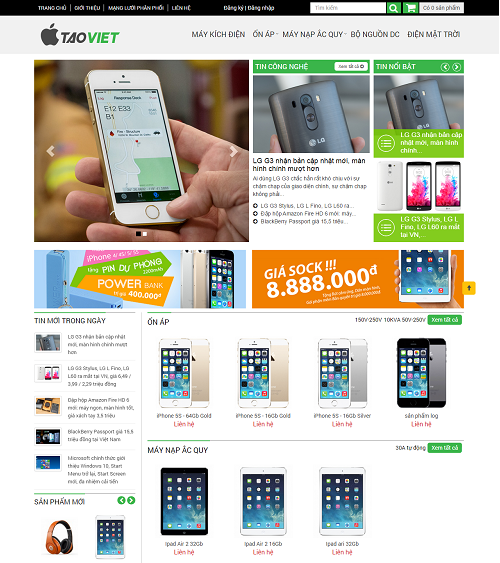 TRANG CHỦ | GIỚI THIỆU | MẠNG LƯỚI PHÂN PHỐI | LIÊN HỆ
Đăng ký | Đăng nhập
Tìm kiếm
Có 0 sản phẩm
TAOVIET
MÁY KÍCH ĐIỆN ỔN ÁP MÁY NẠP ẮC QUY BỘ NGUỒN DC ĐIỆN MẶT TRỜI
Response Dock
E12 E33
B1
TIN CÔNG NGHỆ
Xem tất cả
LG G3 nhận bản cập nhật mới, màn
hình chính mượt hơn
Ai dùng LG G3 chắc hẳn rất khó chịu với sự
chậm chạp của giao diện chính, sự chậm chạp
không phải...
LG G3 Stylus, LG L Fino, LG L60 ra...
Đập hộp Amazon Fire HD 6 mới: máy...
BlackBerry Passport giá 15,5 triệu...
TIN NỔI BẬT
LG G3 nhận bản cập
nhật mới, màn hình
chính...
LG G3 Stylus, LG L
Fino, LG L60 ra mắt
tại VN,...
iPhone 4/4S/5/5S
tặng PIN DỰ PHÒNG
POWER BANK
trị giá 400.000đ
GIÁ SOCK !!!
8.888.000đ
TIN MỚI TRONG NGÀY
LG G3 nhận bản cập nhật
mới, màn hình chính mượt
hơn
LG G3 Stylus, LG L Fino, LG
L60 ra mắt tại VN, giá 6,49 /
3,99 / 2,29 triệu đồng
Đập hộp Amazon Fire HD 6
mới: máy ngon, màn hình tốt,
giá xách tay 3,5 triệu
BlackBerry Passport giá 15,5
triệu đồng tại Việt Nam
Microsoft chính thức giới
thiệu Windows 10, Start
Menu trở lại, Start Screen
mới, đa nhiệm cải tiến
SẢN PHẨM MỚI
ỔN ÁP
150V-250V 10KVA 50V-250V
Xem tất cả
iPhone 5S - 64Gb Gold
Liên hệ
iPhone 5S - 16Gb Gold
Liên hệ
iPhone 5S - 16Gb Silver
Liên hệ
sản phẩm log
Liên hệ
MÁY NẠP ẮC QUY
30A tự động
Xem tất cả
Ipad Air 2 32Gb
Liên hệ
Ipad Air 2 16Gb
Liên hệ
Ipad air 32Gb
Liên hệ